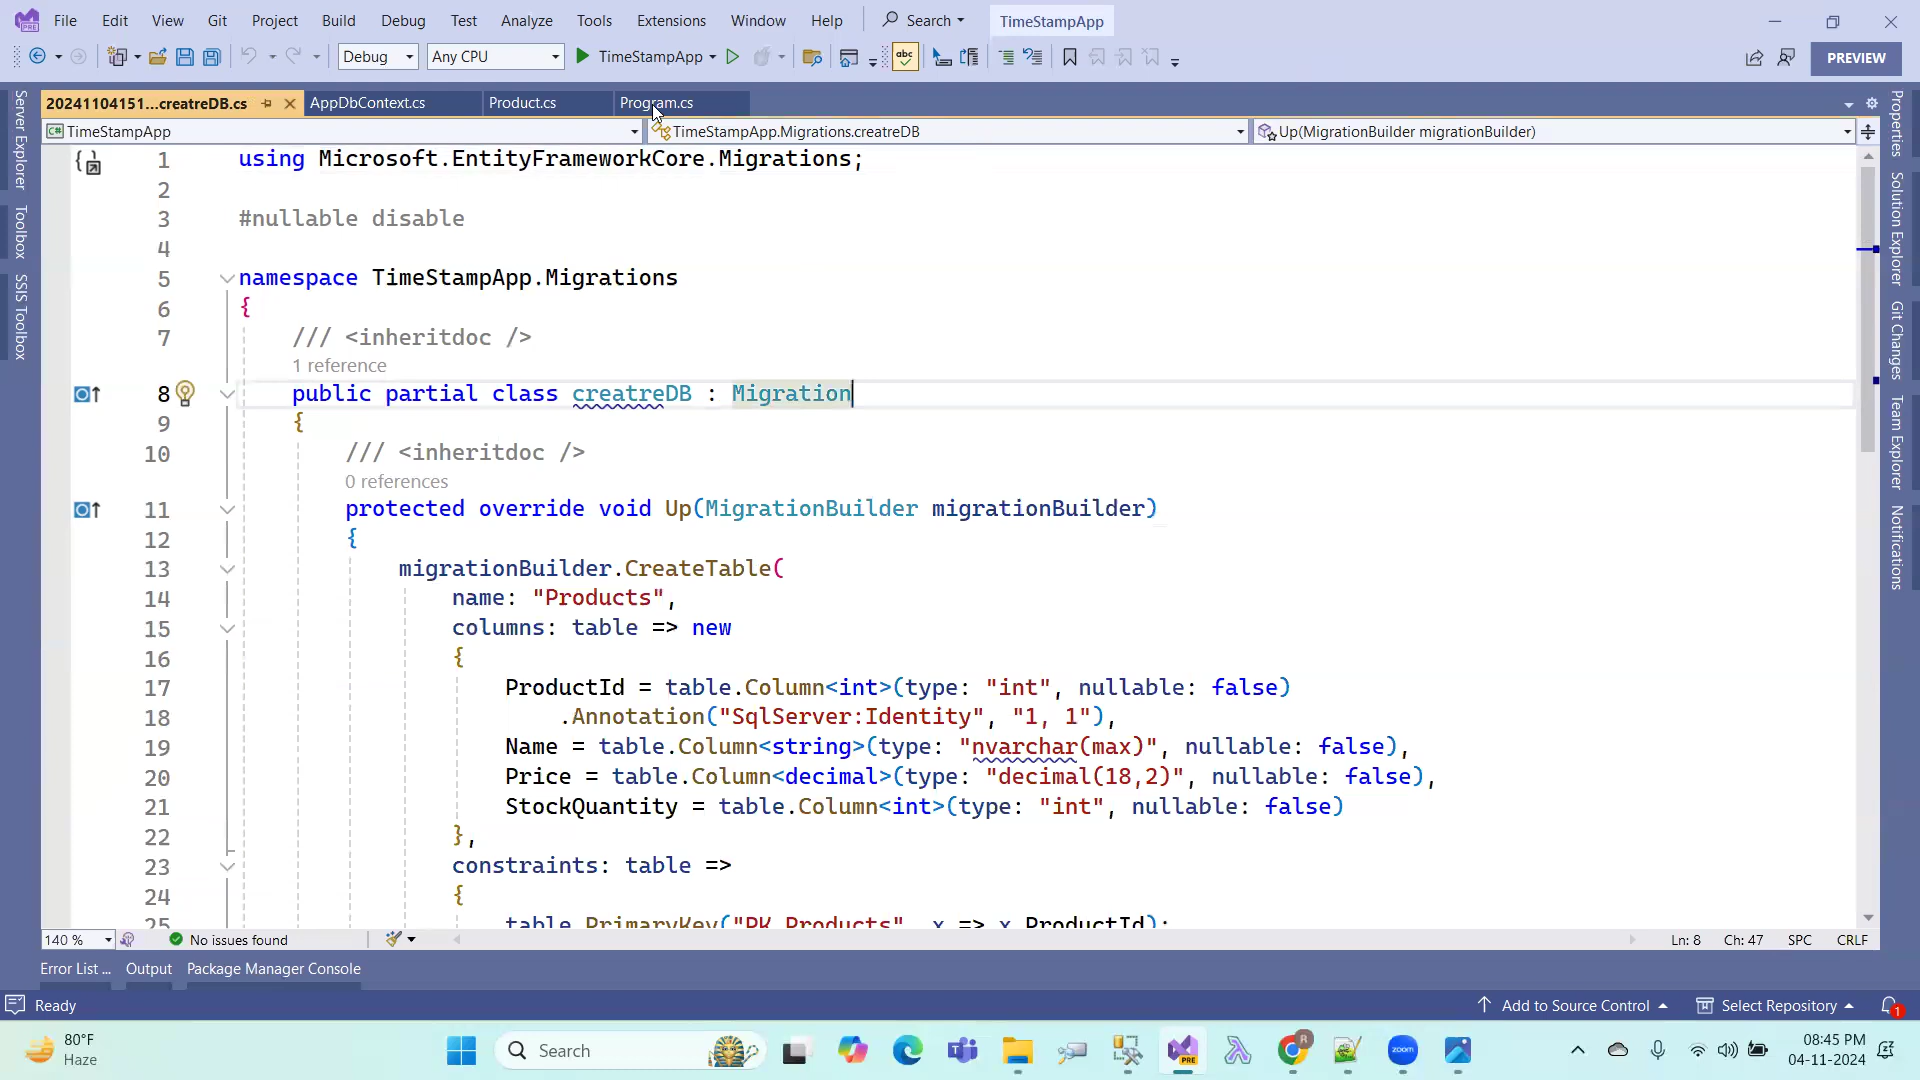 File Edit View Git Project Build Debug Test Analyze Tools Extensions Window Help Search TimeStampApp
Debug Any CPU TimeStampApp abc PREVIEW
20241104151...creatreDB.cs AppDbContext.cs Product.cs Program.cs
TimeStampApp TimeStampApp.Migrations.creatreDB Up(MigrationBuilder migrationBuilder)
Server Explorer
Toolbox
SSIS Toolbox
1 using Microsoft.EntityFrameworkCore.Migrations;
2
3 #nullable disable
4
5 namespace TimeStampApp.Migrations
6 {
7 /// <inheritdoc />
1 reference
8 public partial class creatreDB : Migration
9 {
10 /// <inheritdoc />
0 references
11 protected override void Up(MigrationBuilder migrationBuilder)
12 {
13 migrationBuilder.CreateTable(
14 name: "Products",
15 columns: table => new
16 {
17 ProductId = table.Column<int>(type: "int", nullable: false)
18 .Annotation("SqlServer:Identity", "1, 1"),
19 Name = table.Column<string>(type: "nvarchar(max)", nullable: false),
20 Price = table.Column<decimal>(type: "decimal(18,2)", nullable: false),
21 StockQuantity = table.Column<int>(type: "int", nullable: false)
22 },
23 constraints: table =>
24 {
25 table.PrimaryKey("PK_Products", x => x.ProductId);
Properties
Solution Explorer
Git Changes
Team Explorer
Notifications
140 % No issues found Ln: 8 Ch: 47 SPC CRLF
Error List ... Output Package Manager Console
Ready Add to Source Control Select Repository 1
80°F
Haze
Search
PRE
R
zoom
08:45 PM
04-11-2024